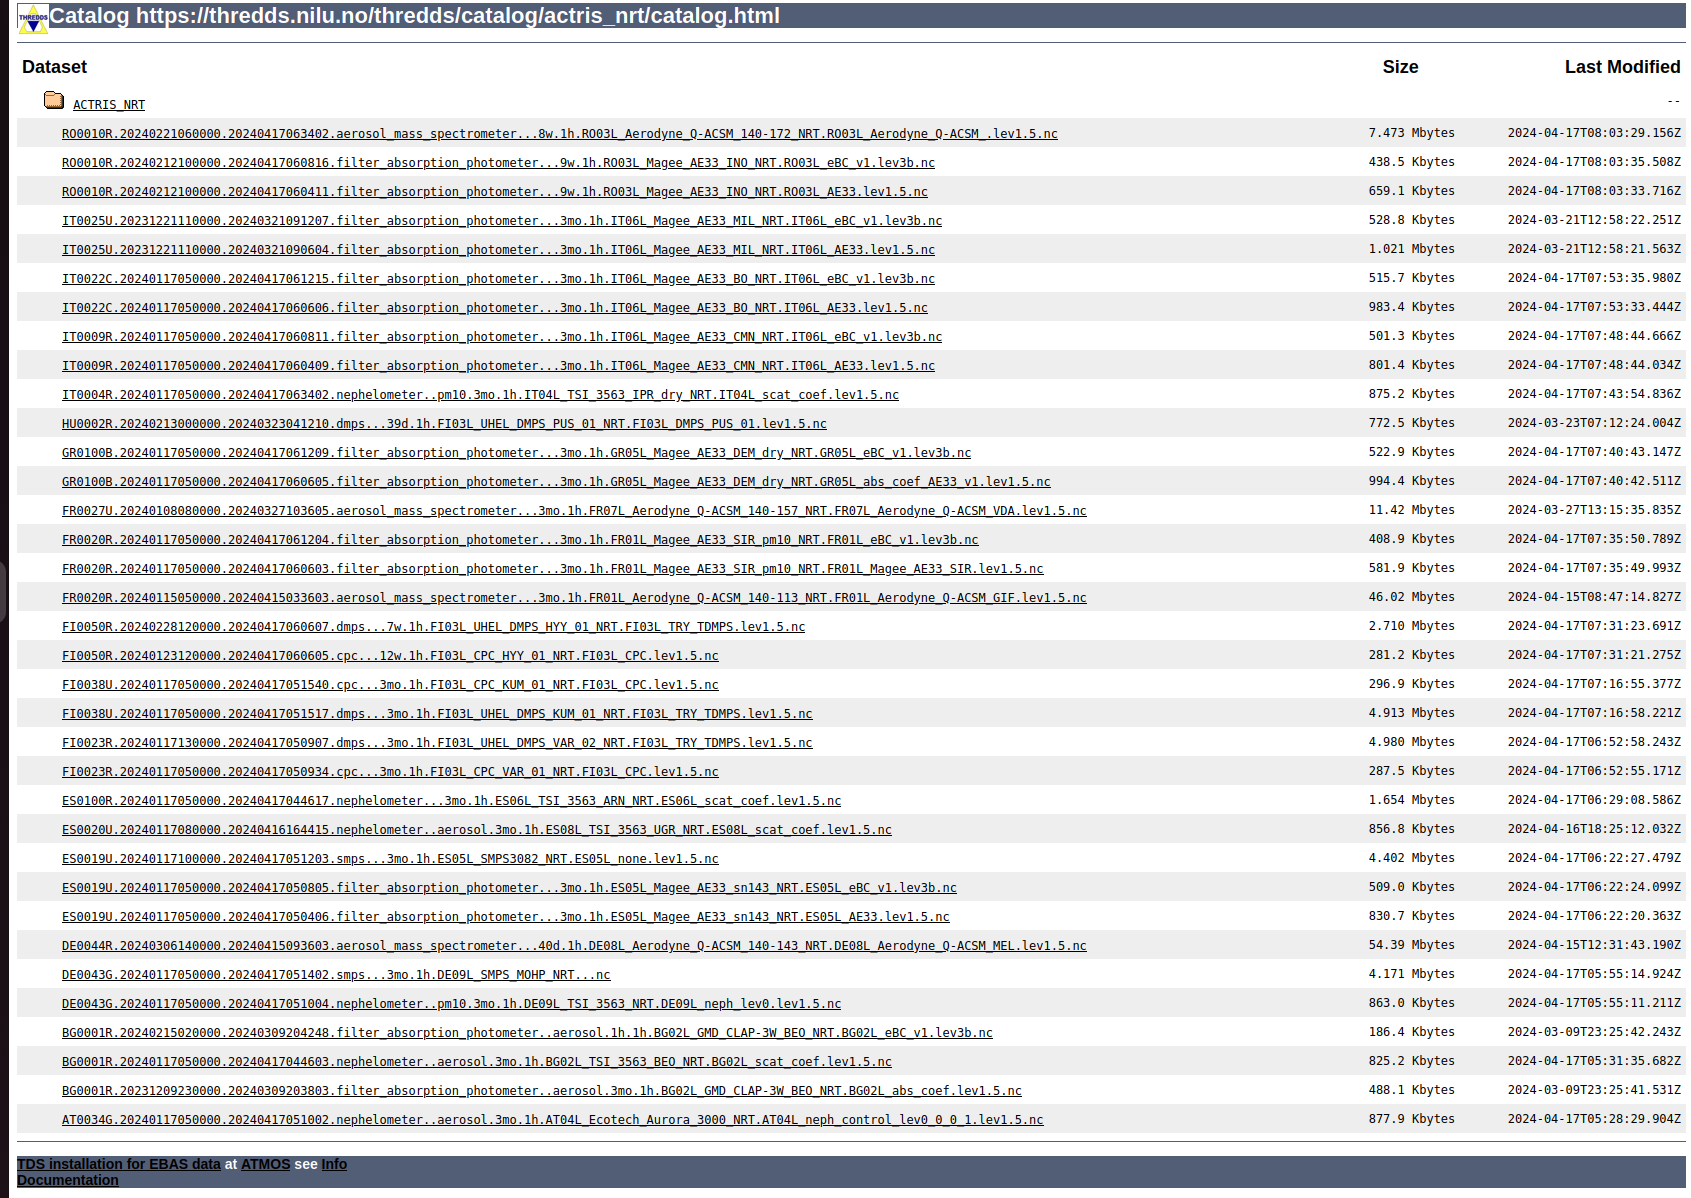 THREDDS
Catalog https://thredds.nilu.no/thredds/catalog/actris_nrt/catalog.html
Dataset Size Last Modified
ACTRIS_NRT --
RO0010R.20240221060000.20240417063402.aerosol_mass_spectrometer...8w.1h.RO03L_Aerodyne_Q-ACSM_140-172_NRT.RO03L_Aerodyne_Q-ACSM_.lev1.5.nc 7.473 Mbytes 2024-04-17T08:03:29.156Z
RO0010R.20240212100000.20240417060816.filter_absorption_photometer...9w.1h.RO03L_Magee_AE33_INO_NRT.RO03L_eBC_v1.lev3b.nc 438.5 Kbytes 2024-04-17T08:03:35.508Z
RO0010R.20240212100000.20240417060411.filter_absorption_photometer...9w.1h.RO03L_Magee_AE33_INO_NRT.RO03L_AE33.lev1.5.nc 659.1 Kbytes 2024-04-17T08:03:33.716Z
IT0025U.20231221110000.20240321091207.filter_absorption_photometer...3mo.1h.IT06L_Magee_AE33_MIL_NRT.IT06L_eBC_v1.lev3b.nc 528.8 Kbytes 2024-03-21T12:58:22.251Z
IT0025U.20231221110000.20240321090604.filter_absorption_photometer...3mo.1h.IT06L_Magee_AE33_MIL_NRT.IT06L_AE33.lev1.5.nc 1.021 Mbytes 2024-03-21T12:58:21.563Z
IT0022C.20240117050000.20240417061215.filter_absorption_photometer...3mo.1h.IT06L_Magee_AE33_BO_NRT.IT06L_eBC_v1.lev3b.nc 515.7 Kbytes 2024-04-17T07:53:35.980Z
IT0022C.20240117050000.20240417060606.filter_absorption_photometer...3mo.1h.IT06L_Magee_AE33_BO_NRT.IT06L_AE33.lev1.5.nc 983.4 Kbytes 2024-04-17T07:53:33.444Z
IT0009R.20240117050000.20240417060811.filter_absorption_photometer...3mo.1h.IT06L_Magee_AE33_CMN_NRT.IT06L_eBC_v1.lev3b.nc 501.3 Kbytes 2024-04-17T07:48:44.666Z
IT0009R.20240117050000.20240417060409.filter_absorption_photometer...3mo.1h.IT06L_Magee_AE33_CMN_NRT.IT06L_AE33.lev1.5.nc 801.4 Kbytes 2024-04-17T07:48:44.034Z
IT0004R.20240117050000.20240417063402.nephelometer..pm10.3mo.1h.IT04L_TSI_3563_IPR_dry_NRT.IT04L_scat_coef.lev1.5.nc 875.2 Kbytes 2024-04-17T07:43:54.836Z
HU0002R.20240213000000.20240323041210.dmps...39d.1h.FI03L_UHEL_DMPS_PUS_01_NRT.FI03L_DMPS_PUS_01.lev1.5.nc 772.5 Kbytes 2024-03-23T07:12:24.004Z
GR0100B.20240117050000.20240417061209.filter_absorption_photometer...3mo.1h.GR05L_Magee_AE33_DEM_dry_NRT.GR05L_eBC_v1.lev3b.nc 522.9 Kbytes 2024-04-17T07:40:43.147Z
GR0100B.20240117050000.20240417060605.filter_absorption_photometer...3mo.1h.GR05L_Magee_AE33_DEM_dry_NRT.GR05L_abs_coef_AE33_v1.lev1.5.nc 994.4 Kbytes 2024-04-17T07:40:42.511Z
FR0027U.20240108080000.20240327103605.aerosol_mass_spectrometer...3mo.1h.FR07L_Aerodyne_Q-ACSM_140-157_NRT.FR07L_Aerodyne_Q-ACSM_VDA.lev1.5.nc 11.42 Mbytes 2024-03-27T13:15:35.835Z
FR0020R.20240117050000.20240417061204.filter_absorption_photometer...3mo.1h.FR01L_Magee_AE33_SIR_pm10_NRT.FR01L_eBC_v1.lev3b.nc 408.9 Kbytes 2024-04-17T07:35:50.789Z
FR0020R.20240117050000.20240417060603.filter_absorption_photometer...3mo.1h.FR01L_Magee_AE33_SIR_pm10_NRT.FR01L_Magee_AE33_SIR.lev1.5.nc 581.9 Kbytes 2024-04-17T07:35:49.993Z
FR0020R.20240115050000.20240415033603.aerosol_mass_spectrometer...3mo.1h.FR01L_Aerodyne_Q-ACSM_140-113_NRT.FR01L_Aerodyne_Q-ACSM_GIF.lev1.5.nc 46.02 Mbytes 2024-04-15T08:47:14.827Z
FI0050R.20240228120000.20240417060607.dmps...7w.1h.FI03L_UHEL_DMPS_HYY_01_NRT.FI03L_TRY_TDMPS.lev1.5.nc 2.710 Mbytes 2024-04-17T07:31:23.691Z
FI0050R.20240123120000.20240417060605.cpc...12w.1h.FI03L_CPC_HYY_01_NRT.FI03L_CPC.lev1.5.nc 281.2 Kbytes 2024-04-17T07:31:21.275Z
FI0038U.20240117050000.20240417051540.cpc...3mo.1h.FI03L_CPC_KUM_01_NRT.FI03L_CPC.lev1.5.nc 296.9 Kbytes 2024-04-17T07:16:55.377Z
FI0038U.20240117050000.20240417051517.dmps...3mo.1h.FI03L_UHEL_DMPS_KUM_01_NRT.FI03L_TRY_TDMPS.lev1.5.nc 4.913 Mbytes 2024-04-17T07:16:58.221Z
FI0023R.20240117130000.20240417050907.dmps...3mo.1h.FI03L_UHEL_DMPS_VAR_02_NRT.FI03L_TRY_TDMPS.lev1.5.nc 4.980 Mbytes 2024-04-17T06:52:58.243Z
FI0023R.20240117050000.20240417050934.cpc...3mo.1h.FI03L_CPC_VAR_01_NRT.FI03L_CPC.lev1.5.nc 287.5 Kbytes 2024-04-17T06:52:55.171Z
ES0100R.20240117050000.20240417044617.nephelometer...3mo.1h.ES06L_TSI_3563_ARN_NRT.ES06L_scat_coef.lev1.5.nc 1.654 Mbytes 2024-04-17T06:29:08.586Z
ES0020U.20240117080000.20240416164415.nephelometer..aerosol.3mo.1h.ES08L_TSI_3563_UGR_NRT.ES08L_scat_coef.lev1.5.nc 856.8 Kbytes 2024-04-16T18:25:12.032Z
ES0019U.20240117100000.20240417051203.smps...3mo.1h.ES05L_SMPS3082_NRT.ES05L_none.lev1.5.nc 4.402 Mbytes 2024-04-17T06:22:27.479Z
ES0019U.20240117050000.20240417050805.filter_absorption_photometer...3mo.1h.ES05L_Magee_AE33_sn143_NRT.ES05L_eBC_v1.lev3b.nc 509.0 Kbytes 2024-04-17T06:22:24.099Z
ES0019U.20240117050000.20240417050406.filter_absorption_photometer...3mo.1h.ES05L_Magee_AE33_sn143_NRT.ES05L_AE33.lev1.5.nc 830.7 Kbytes 2024-04-17T06:22:20.363Z
DE0044R.20240306140000.20240415093603.aerosol_mass_spectrometer...40d.1h.DE08L_Aerodyne_Q-ACSM_140-143_NRT.DE08L_Aerodyne_Q-ACSM_MEL.lev1.5.nc 54.39 Mbytes 2024-04-15T12:31:43.190Z
DE0043G.20240117050000.20240417051402.smps...3mo.1h.DE09L_SMPS_MOHP_NRT...nc 4.171 Mbytes 2024-04-17T05:55:14.924Z
DE0043G.20240117050000.20240417051004.nephelometer..pm10.3mo.1h.DE09L_TSI_3563_NRT.DE09L_neph_lev0.lev1.5.nc 863.0 Kbytes 2024-04-17T05:55:11.211Z
BG0001R.20240215020000.20240309204248.filter_absorption_photometer..aerosol.1h.1h.BG02L_GMD_CLAP-3W_BEO_NRT.BG02L_eBC_v1.lev3b.nc 186.4 Kbytes 2024-03-09T23:25:42.243Z
BG0001R.20240117050000.20240417044603.nephelometer..aerosol.3mo.1h.BG02L_TSI_3563_BEO_NRT.BG02L_scat_coef.lev1.5.nc 825.2 Kbytes 2024-04-17T05:31:35.682Z
BG0001R.20231209230000.20240309203803.filter_absorption_photometer..aerosol.3mo.1h.BG02L_GMD_CLAP-3W_BEO_NRT.BG02L_abs_coef.lev1.5.nc 488.1 Kbytes 2024-03-09T23:25:41.531Z
AT0034G.20240117050000.20240417051002.nephelometer..aerosol.3mo.1h.AT04L_Ecotech_Aurora_3000_NRT.AT04L_neph_control_lev0_0_0_1.lev1.5.nc 877.9 Kbytes 2024-04-17T05:28:29.904Z
TDS installation for EBAS data at ATMOS see Info
Documentation